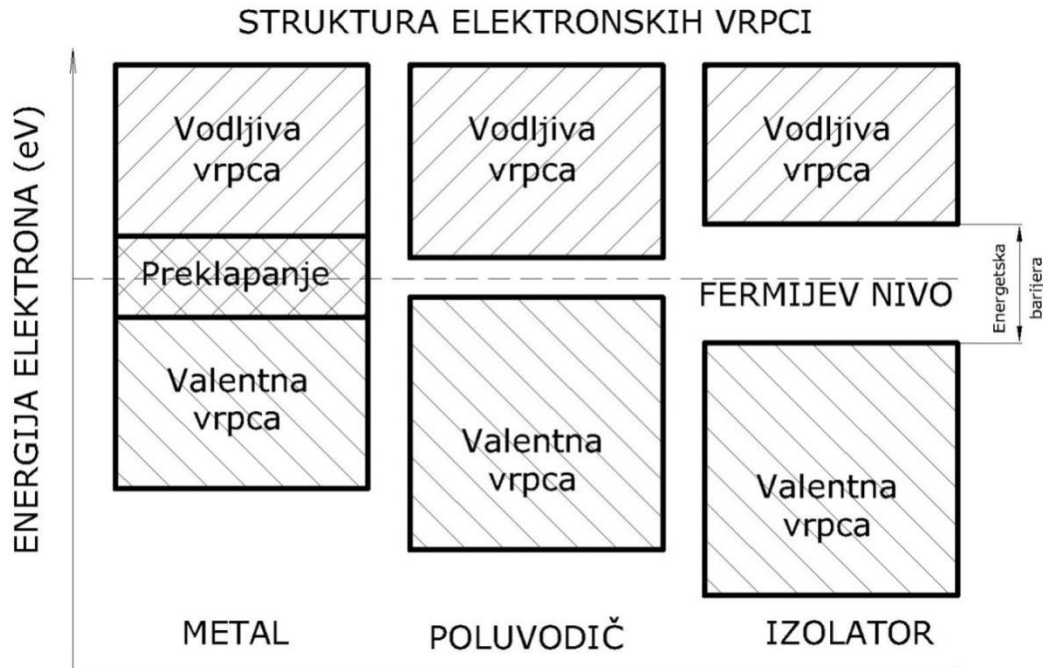 STRUKTURA ELEKTRONSKIH VRPCI
ENERGIJA ELEKTRONA (eV)
Vodljiva
vrpca
Preklapanje
Valentna
vrpca
METAL
Vodljiva
vrpca
Valentna
vrpca
POLUVODIČ
Vodljiva
vrpca
FERMIJEV NIVO
Energetska
barijera
Valentna
vrpca
IZOLATOR